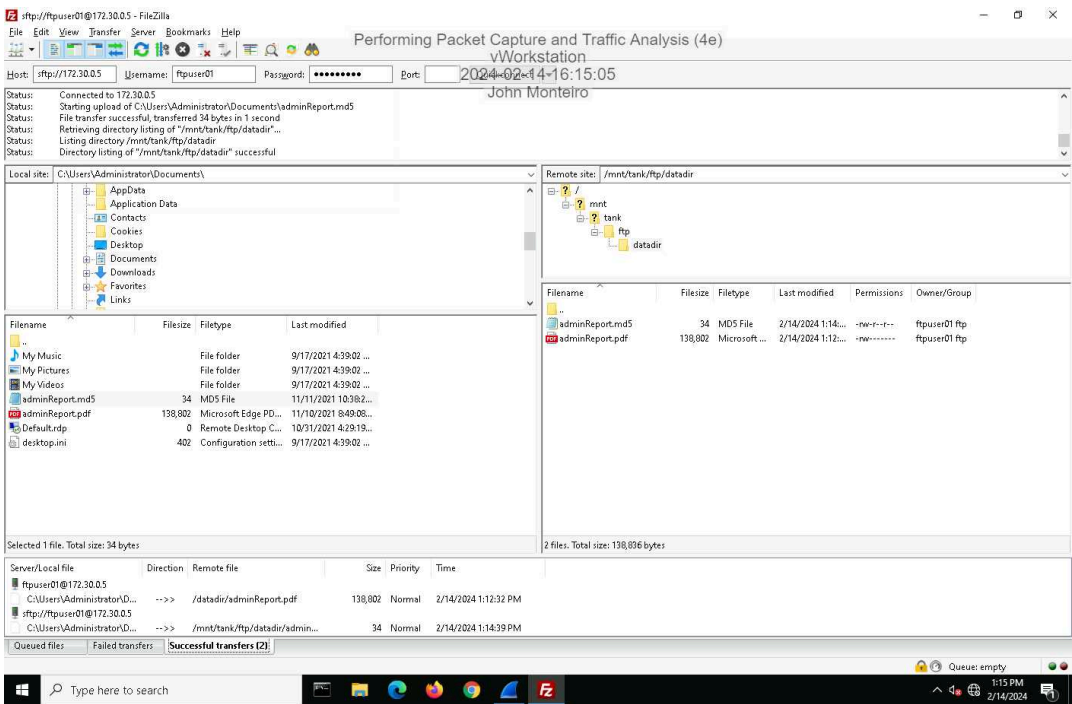 sftp://ftpuser01@172.30.0.5 - FileZilla
File Edit View Transfer Server Bookmarks Help
Performing Packet Capture and Traffic Analysis (4e)
vWorkstation
2024-02-14-16:15:05
John Monteiro
Host: sftp://172.30.0.5 Username: ftpuser01 Password: ●●●●●●●●● Port:
Status: Connected to 172.30.0.5
Status: Starting upload of C:\Users\Administrator\Documents\adminReport.md5
Status: File transfer successful, transferred 34 bytes in 1 second
Status: Retrieving directory listing of "/mnt/tank/ftp/datadir"...
Status: Listing directory /mnt/tank/ftp/datadir
Status: Directory listing of "/mnt/tank/ftp/datadir" successful
Local site: C:\Users\Administrator\Documents\
AppData
Application Data
Contacts
Cookies
Desktop
Documents
Downloads
Favorites
Links
Filename Filesize Filetype Last modified
..
My Music File folder 9/17/2021 4:39:02 ...
My Pictures File folder 9/17/2021 4:39:02 ...
My Videos File folder 9/17/2021 4:39:02 ...
adminReport.md5 34 MD5 File 11/11/2021 10:38:2...
adminReport.pdf 138,802 Microsoft Edge PD... 11/10/2021 8:49:08...
Default.rdp 0 Remote Desktop C... 10/31/2021 4:29:19...
desktop.ini 402 Configuration setti... 9/17/2021 4:39:02 ...
Selected 1 file. Total size: 34 bytes
Remote site: /mnt/tank/ftp/datadir
? /
? mnt
? tank
ftp
datadir
Filename Filesize Filetype Last modified Permissions Owner/Group
..
adminReport.md5 34 MD5 File 2/14/2024 1:14:... -rw-r--r-- ftpuser01 ftp
adminReport.pdf 138,802 Microsoft ... 2/14/2024 1:12:... -rw------- ftpuser01 ftp
2 files. Total size: 138,836 bytes
Server/Local file Direction Remote file Size Priority Time
ftpuser01@172.30.0.5
C:\Users\Administrator\D... -->> /datadir/adminReport.pdf 138,802 Normal 2/14/2024 1:12:32 PM
sftp://ftpuser01@172.30.0.5
C:\Users\Administrator\D... -->> /mnt/tank/ftp/datadir/admin... 34 Normal 2/14/2024 1:14:39 PM
Queued files Failed transfers Successful transfers (2)
Queue: empty
Type here to search
1:15 PM
2/14/2024